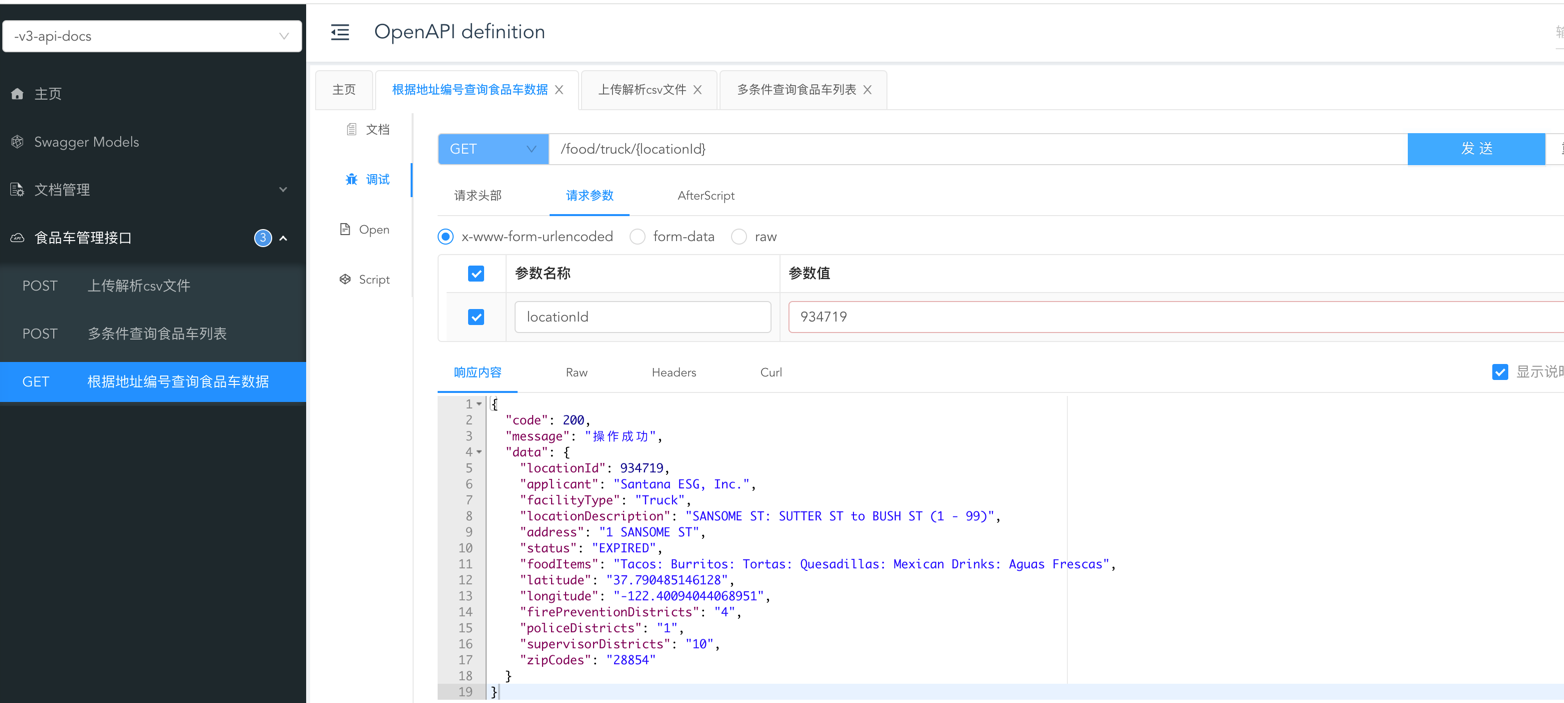 -v3-api-docs
主页
Swagger Models
文档管理
食品车管理接口 3
POST 上传解析csv文件
POST 多条件查询食品车列表
GET 根据地址编号查询食品车数据
OpenAPI definition
主页 根据地址编号查询食品车数据 上传解析csv文件 多条件查询食品车列表
文档
调试
Open
Script
GET /food/truck/{locationId} 发 送
请求头部 请求参数 AfterScript
x-www-form-urlencoded form-data raw
参数名称 参数值
locationId 934719
响应内容 Raw Headers Curl 显示说
1 {
2 "code": 200,
3 "message": "操作成功",
4 "data": {
5 "locationId": 934719,
6 "applicant": "Santana ESG, Inc.",
7 "facilityType": "Truck",
8 "locationDescription": "SANSOME ST: SUTTER ST to BUSH ST (1 - 99)",
9 "address": "1 SANSOME ST",
10 "status": "EXPIRED",
11 "foodItems": "Tacos: Burritos: Tortas: Quesadillas: Mexican Drinks: Aguas Frescas",
12 "latitude": "37.790485146128",
13 "longitude": "-122.40094044068951",
14 "firePreventionDistricts": "4",
15 "policeDistricts": "1",
16 "supervisorDistricts": "10",
17 "zipCodes": "28854"
18 }
19 }